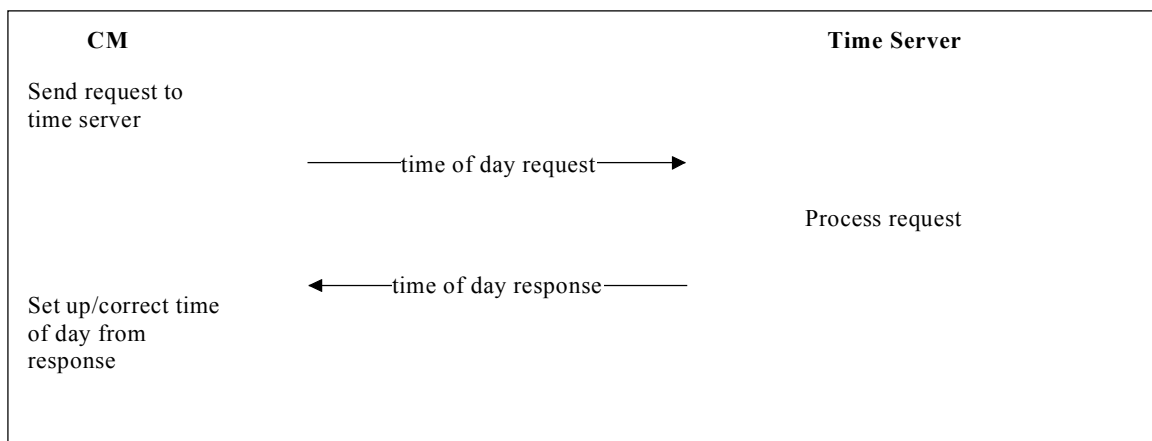 CM
Time Server
Send request to
time server
time of day request
Process request
time of day response
Set up/correct time
of day from
response